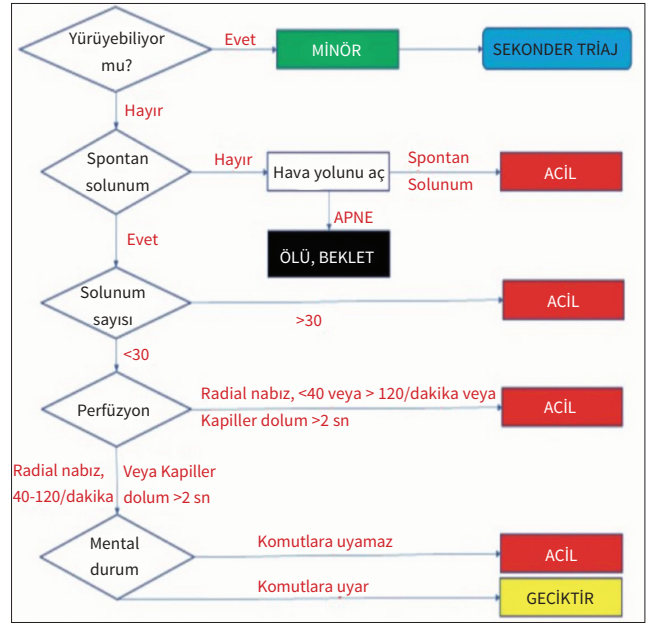 Yürüyebiliyor
mu?
Evet
MİNÖR
SEKONDER TRİAJ
Hayır
Spontan
solunum
Hayır
Hava yolunu aç
Spontan
Solunum
ACİL
APNE
ÖLÜ, BEKLET
Evet
Solunum
sayısı
>30
ACİL
<30
Perfüzyon
Radial nabız, <40 veya > 120/dakika veya
Kapiller dolum >2 sn
ACİL
Radial nabız,
40-120/dakika
Veya Kapiller
dolum >2 sn
Mental
durum
Komutlara uyamaz
ACİL
Komutlara uyar
GECİKTİR